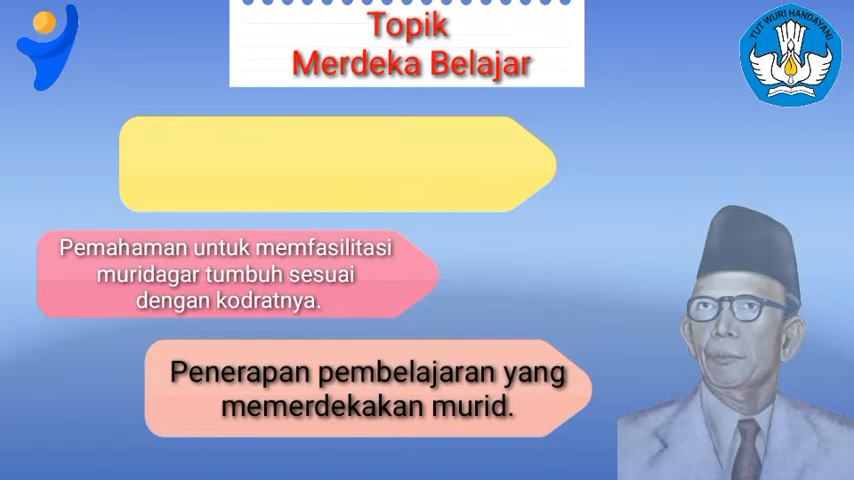 Topik
Merdeka Belajar
TUT WURI HANDAYANI
Pemahaman untuk memfasilitasi
muridagar tumbuh sesuai
dengan kodratnya.
Penerapan pembelajaran yang
memerdekakan murid.